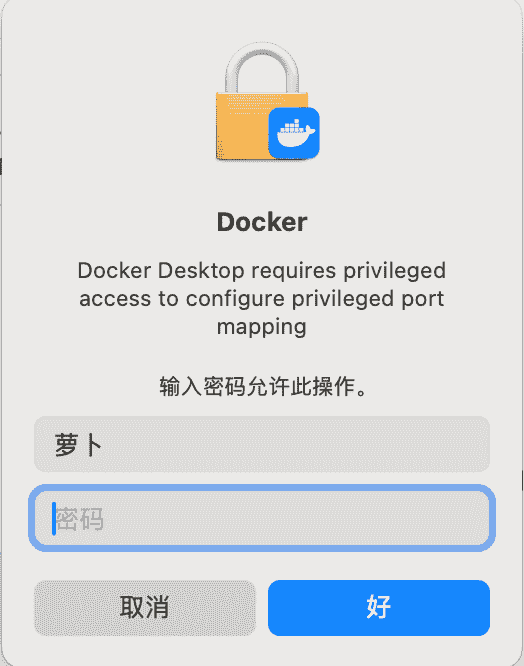 Docker
Docker Desktop requires privileged
access to configure privileged port
mapping
输入密码允许此操作。
萝卜
密码
取消
好